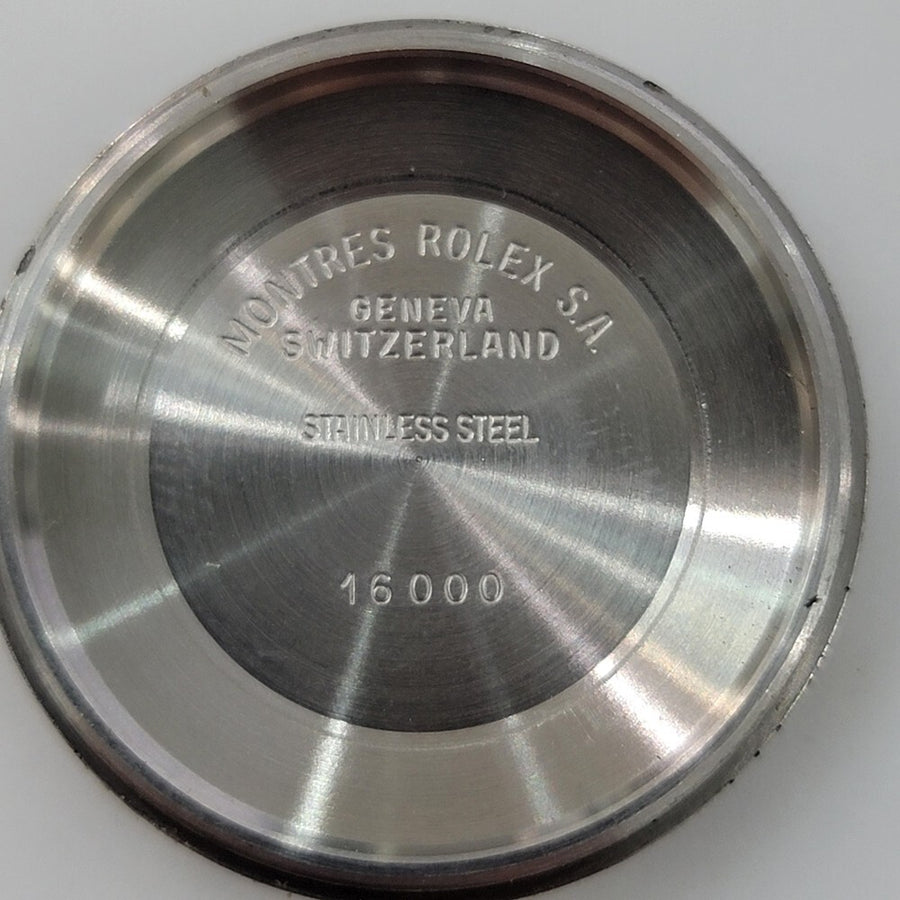 MONTRES ROLEX S.A.
GENEVA
SWITZERLAND
STAINLESS STEEL
16000